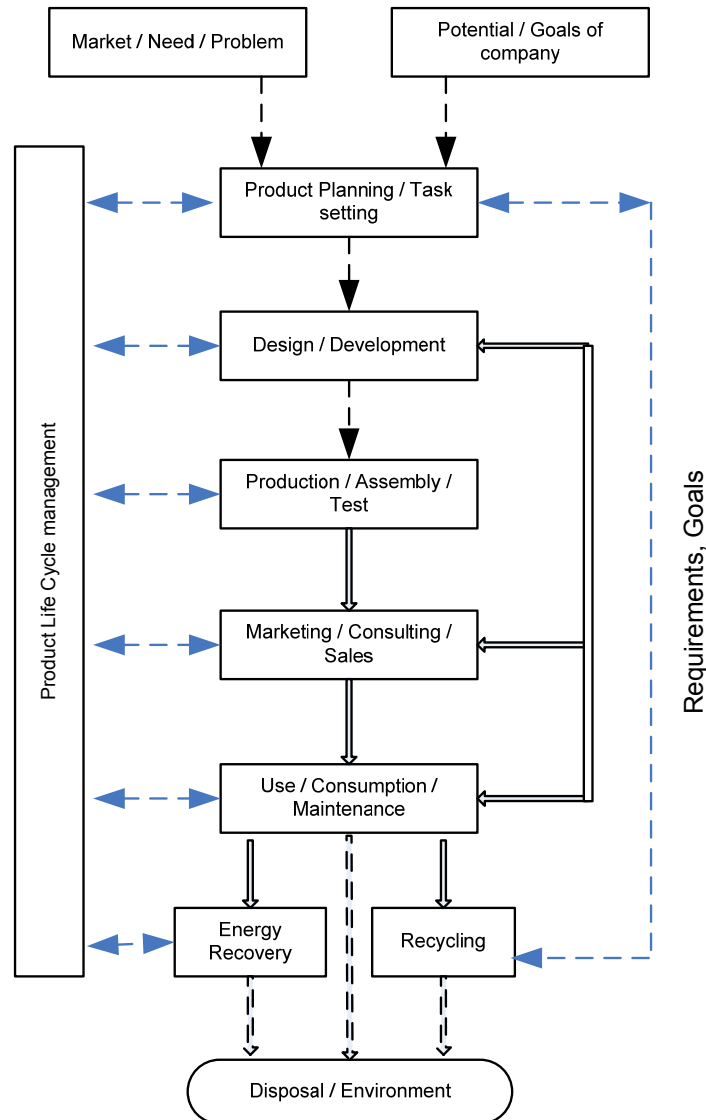 Market / Need / Problem
Potential / Goals of
company
Product Planning / Task
setting
Design / Development
Production / Assembly /
Test
Marketing / Consulting /
Sales
Use / Consumption /
Maintenance
Energy
Recovery
Recycling
Disposal / Environment
Product Life Cycle management
Requirements, Goals